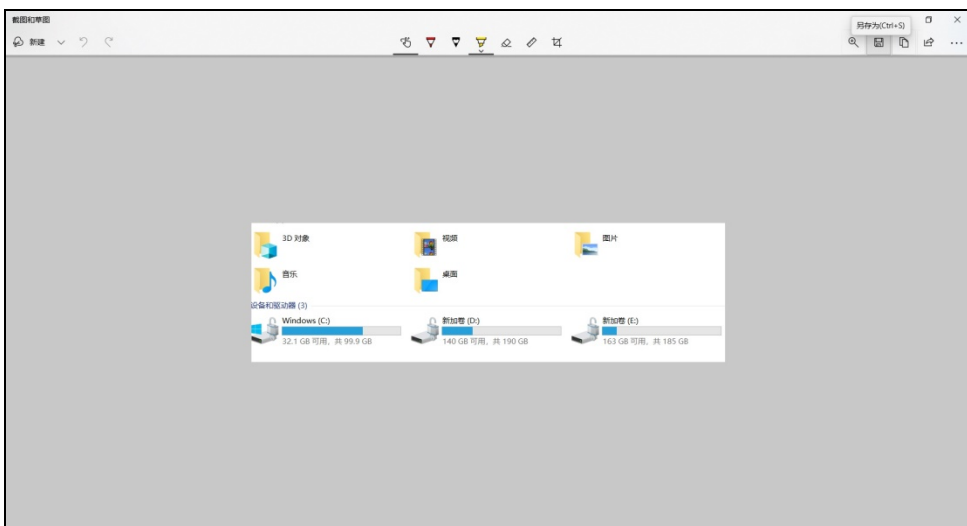 截图和草图
另存为(Ctrl+S)
新建
3D 对象
视频
图片
音乐
桌面
设备和驱动器 (3)
Windows (C:)
新加卷 (D:)
新加卷 (E:)
32.1 GB 可用, 共 99.9 GB
140 GB 可用, 共 190 GB
163 GB 可用, 共 185 GB